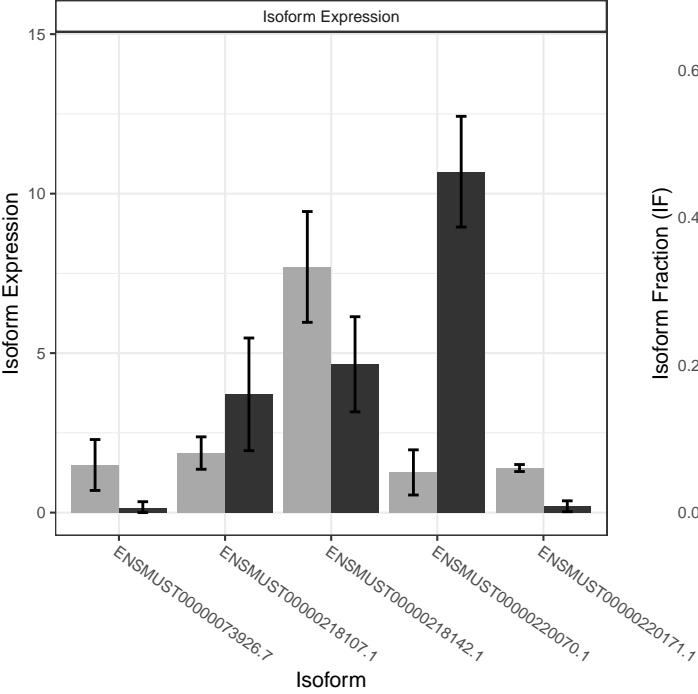 Isoform Expression
15
10
5
0
Isoform Expression
ENSMUST00000073926.7
ENSMUST00000218107.1
ENSMUST00000218142.1
ENSMUST00000220070.1
ENSMUST00000220171.1
Isoform
0.6
0.4
0.2
0.0
Isoform Fraction (IF)